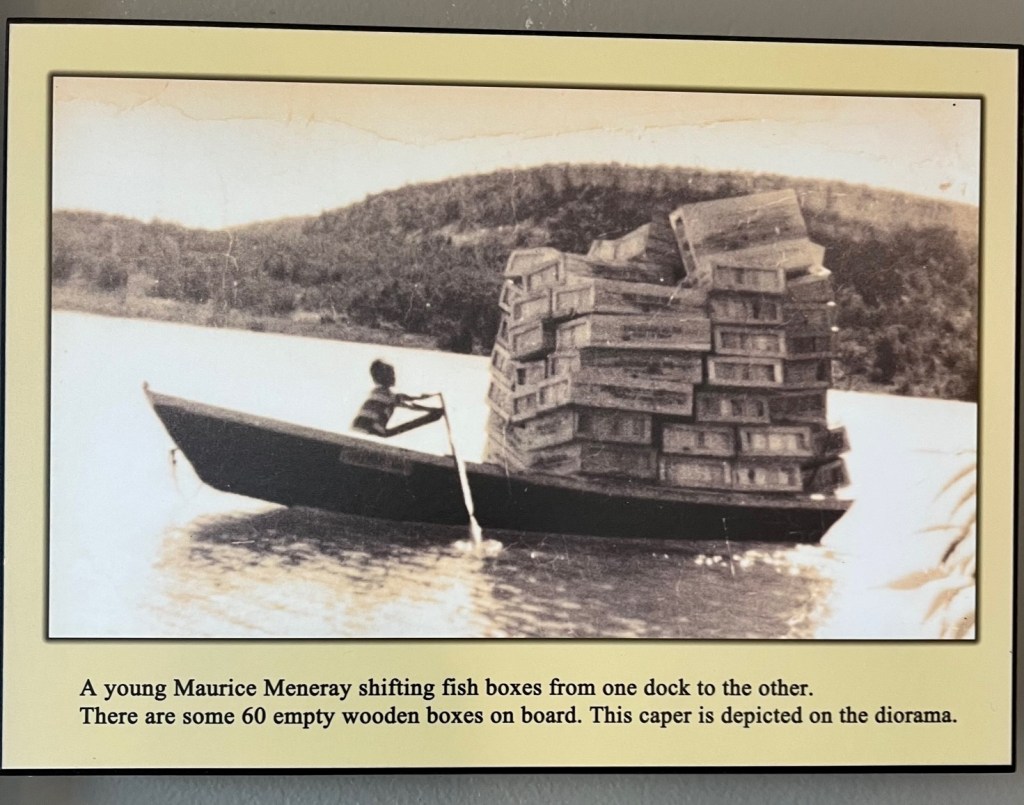 A young Maurice Meneray shifting fish boxes from one dock to the other.
There are some 60 empty wooden boxes on board. This caper is depicted on the diorama.